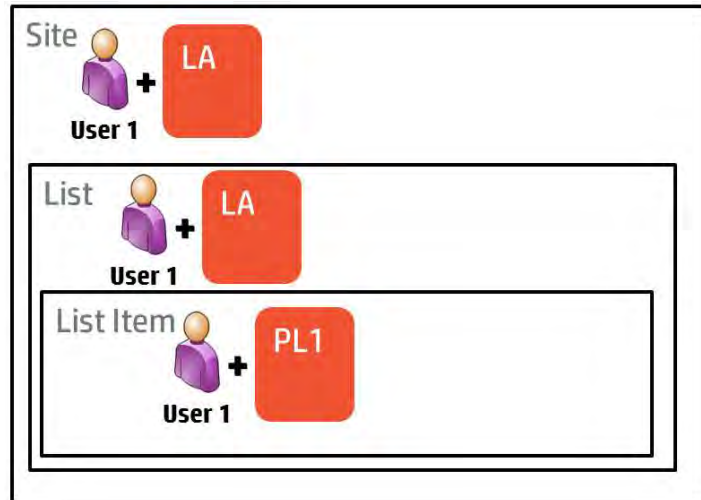 Site
LA
User 1
List
LA
User 1
List Item
PL1
User 1